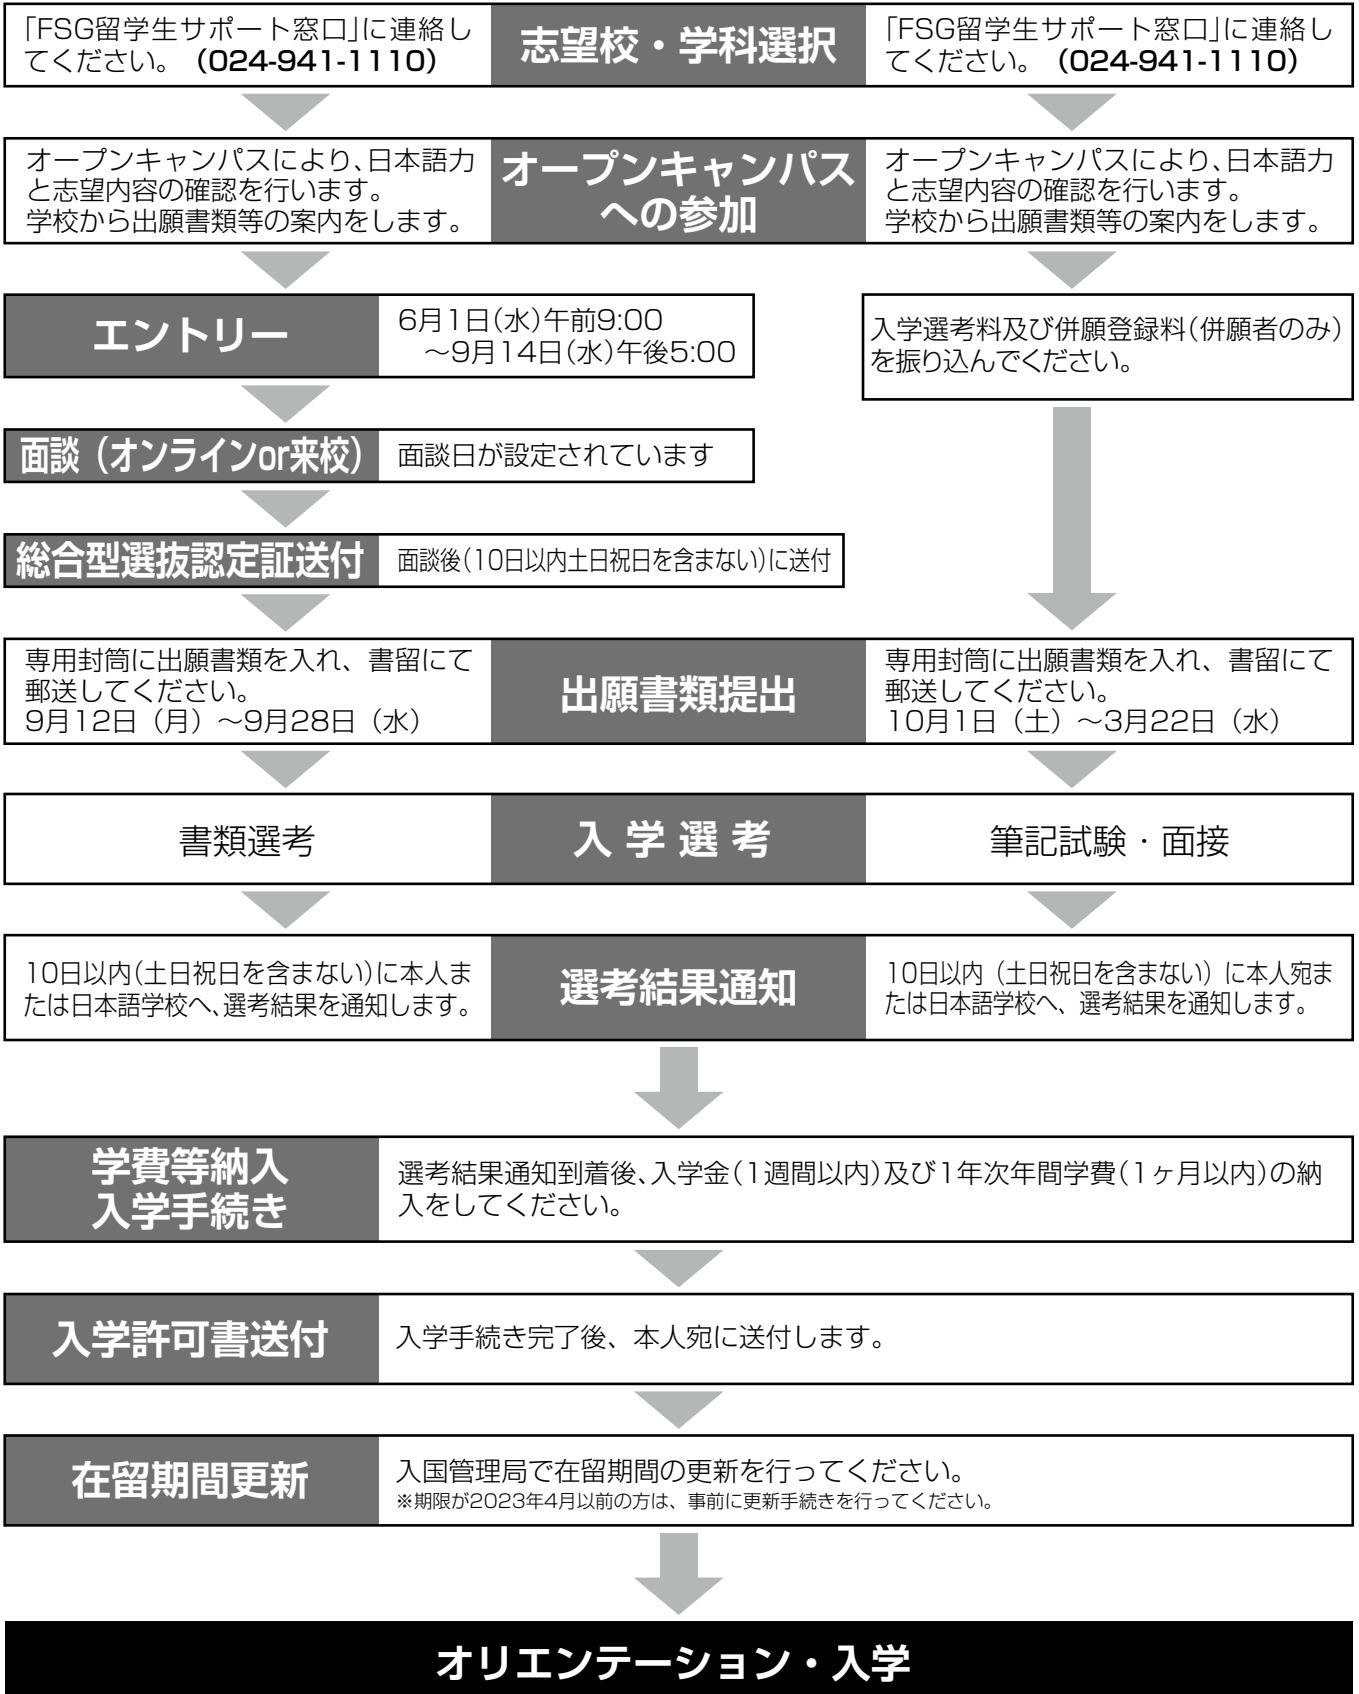 「FSG留学生サポート窓口」に連絡し
てください。（024-941-1110）
志望校・学科選択
「FSG留学生サポート窓口」に連絡し
てください。（024-941-1110）
オープンキャンパスにより、日本語力
と志望内容の確認を行います。
学校から出願書類等の案内をします。
オープンキャンパス
への参加
オープンキャンパスにより、日本語力
と志望内容の確認を行います。
学校から出願書類等の案内をします。
エントリー
6月1日(水)午前9:00
～9月14日(水)午後5:00
入学選考料及び併願登録料(併願者のみ)
を振り込んでください。
面談（オンラインor来校）
面談日が設定されています
総合型選抜認定証送付
面談後(10日以内土日祝日を含まない)に送付
専用封筒に出願書類を入れ、書留にて
郵送してください。
9月12日（月）～9月28日（水）
出願書類提出
専用封筒に出願書類を入れ、書留にて
郵送してください。
10月1日（土）～3月22日（水）
書類選考
入 学 選 考
筆記試験・面接
10日以内(土日祝日を含まない)に本人ま
たは日本語学校へ、選考結果を通知します。
選考結果通知
10日以内（土日祝日を含まない）に本人宛ま
たは日本語学校へ、選考結果を通知します。
学費等納入
入学手続き
選考結果通知到着後、入学金(1週間以内)及び1年次年間学費(1ヶ月以内)の納
入をしてください。
入学許可書送付
入学手続き完了後、本人宛に送付します。
在留期間更新
入国管理局で在留期間の更新を行ってください。
※期限が2023年4月以前の方は、事前に更新手続きを行ってください。
オリエンテーション・入学